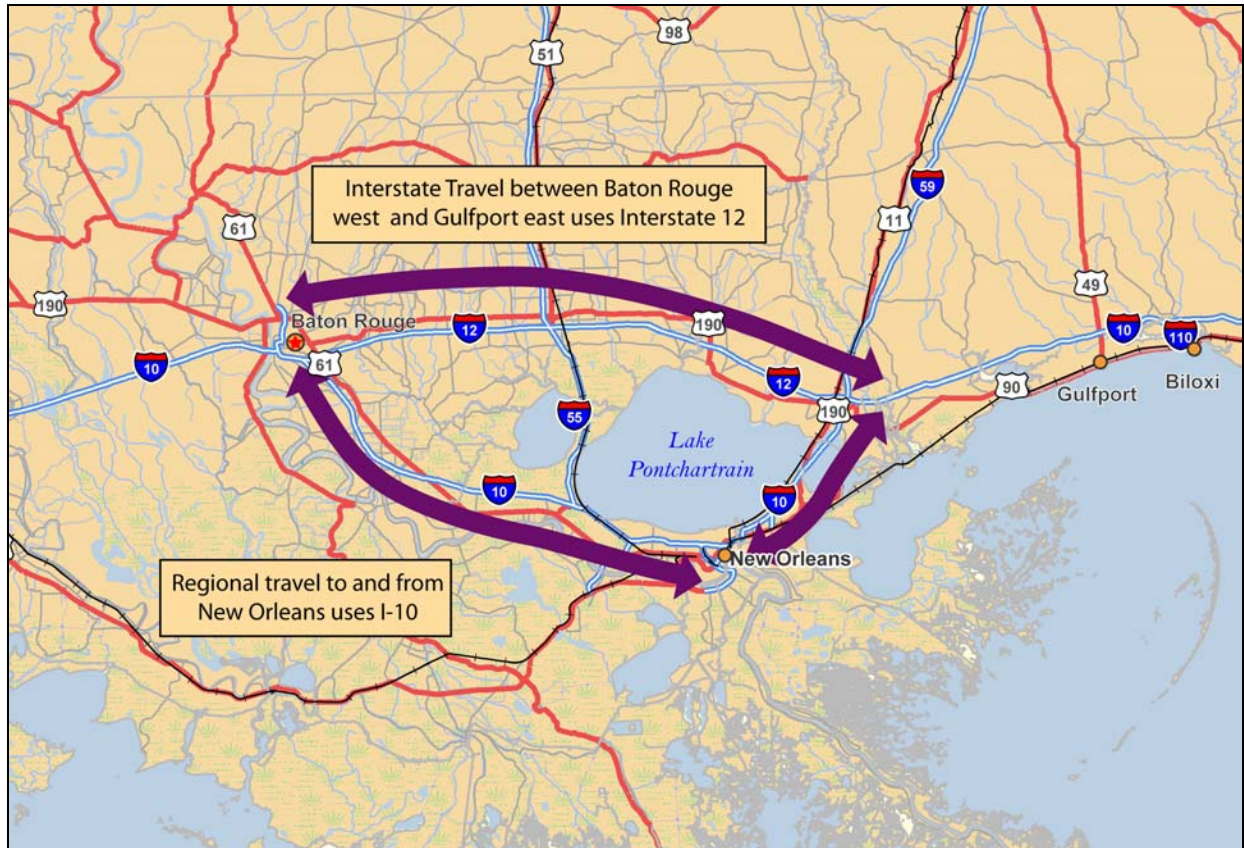 98
51
Interstate Travel between Baton Rouge
west and Gulfport east uses Interstate 12
59
11
61
49
190
Baton Rouge
12
190
10
110
10
61
12
90
Gulfport
Biloxi
55
190
Lake
Pontchartrain
10
10
New Orleans
Regional travel to and from
New Orleans uses I-10